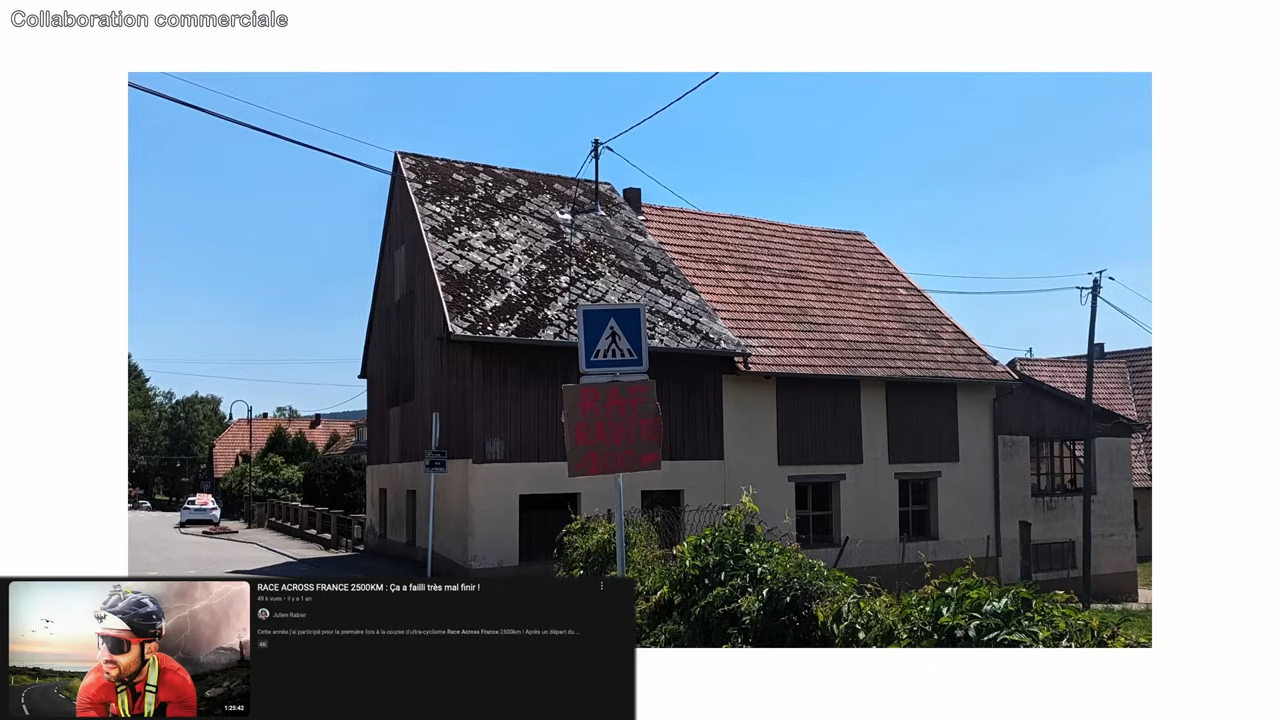 Collaboration commerciale
RAF
RAVITO
RACE ACROSS FRANCE 2500KM : Ça a failli très mal finir !
49 k vues • il y a 1 an
Julien Rabier
Cette année j'ai participé pour la première fois à la course d'ultra-cyclisme Race Across France 2500km ! Après un départ du ...
4K
1:25:42